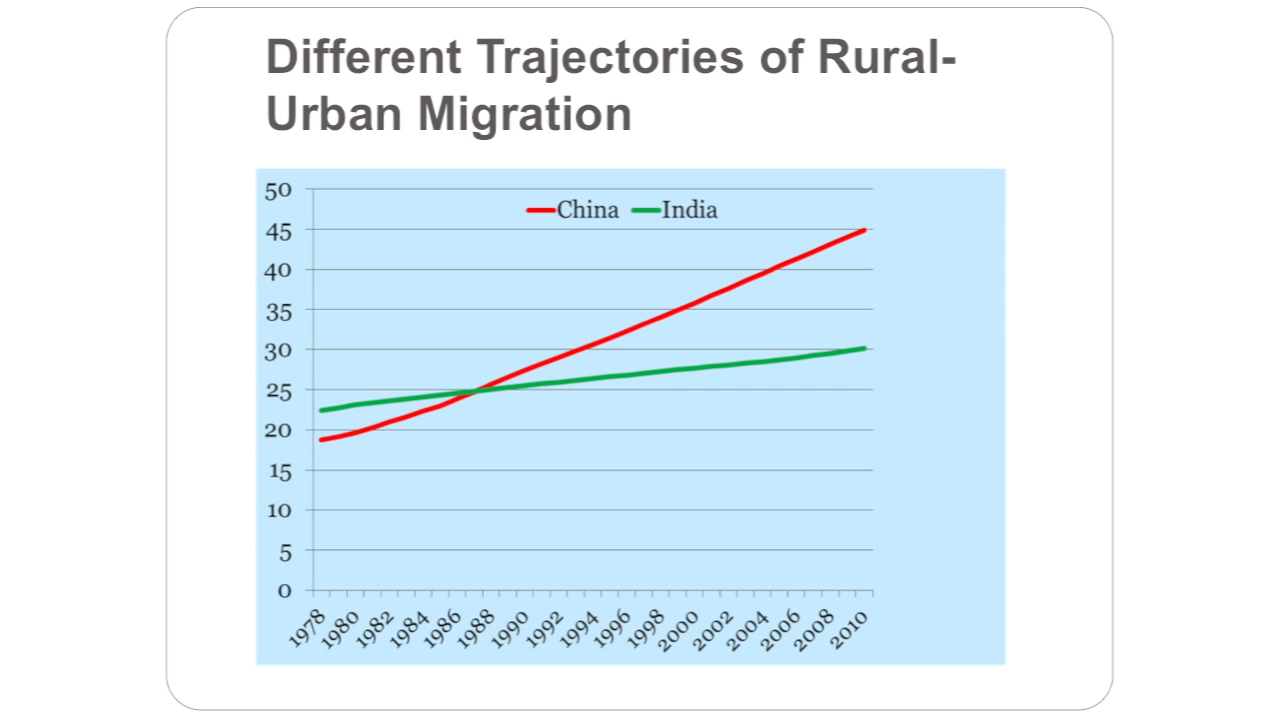 Different Trajectories of Rural-
Urban Migration
China India
50
45
40
35
30
25
20
15
10
5
0
1978 1980 1982 1984 1986 1988 1990 1992 1994 1996 1998 2000 2002 2004 2006 2008 2010